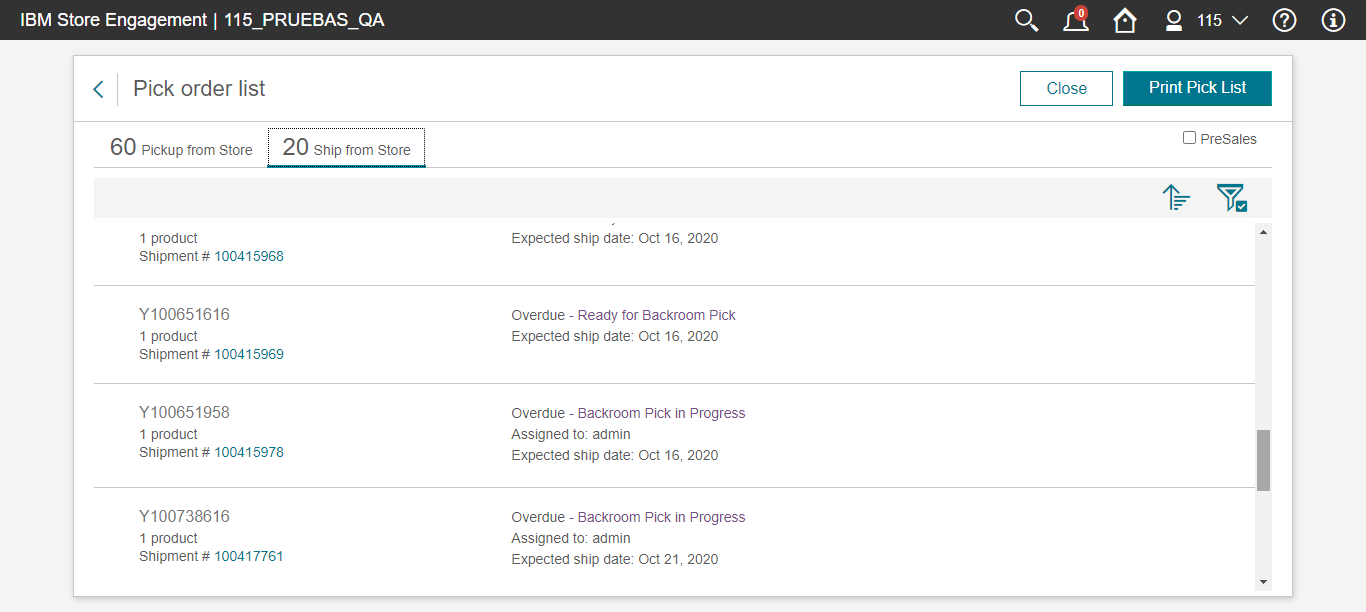 IBM Store Engagement | 115_PRUEBAS_QA
0
115
Pick order list
Close
Print Pick List
60 Pickup from Store
20 Ship from Store
PreSales
1 product
Expected ship date: Oct 16, 2020
Shipment # 100415968
Y100651616
Overdue - Ready for Backroom Pick
1 product
Expected ship date: Oct 16, 2020
Shipment # 100415969
Y100651958
Overdue - Backroom Pick in Progress
1 product
Assigned to: admin
Shipment # 100415978
Expected ship date: Oct 16, 2020
Y100738616
Overdue - Backroom Pick in Progress
1 product
Assigned to: admin
Shipment # 100417761
Expected ship date: Oct 21, 2020